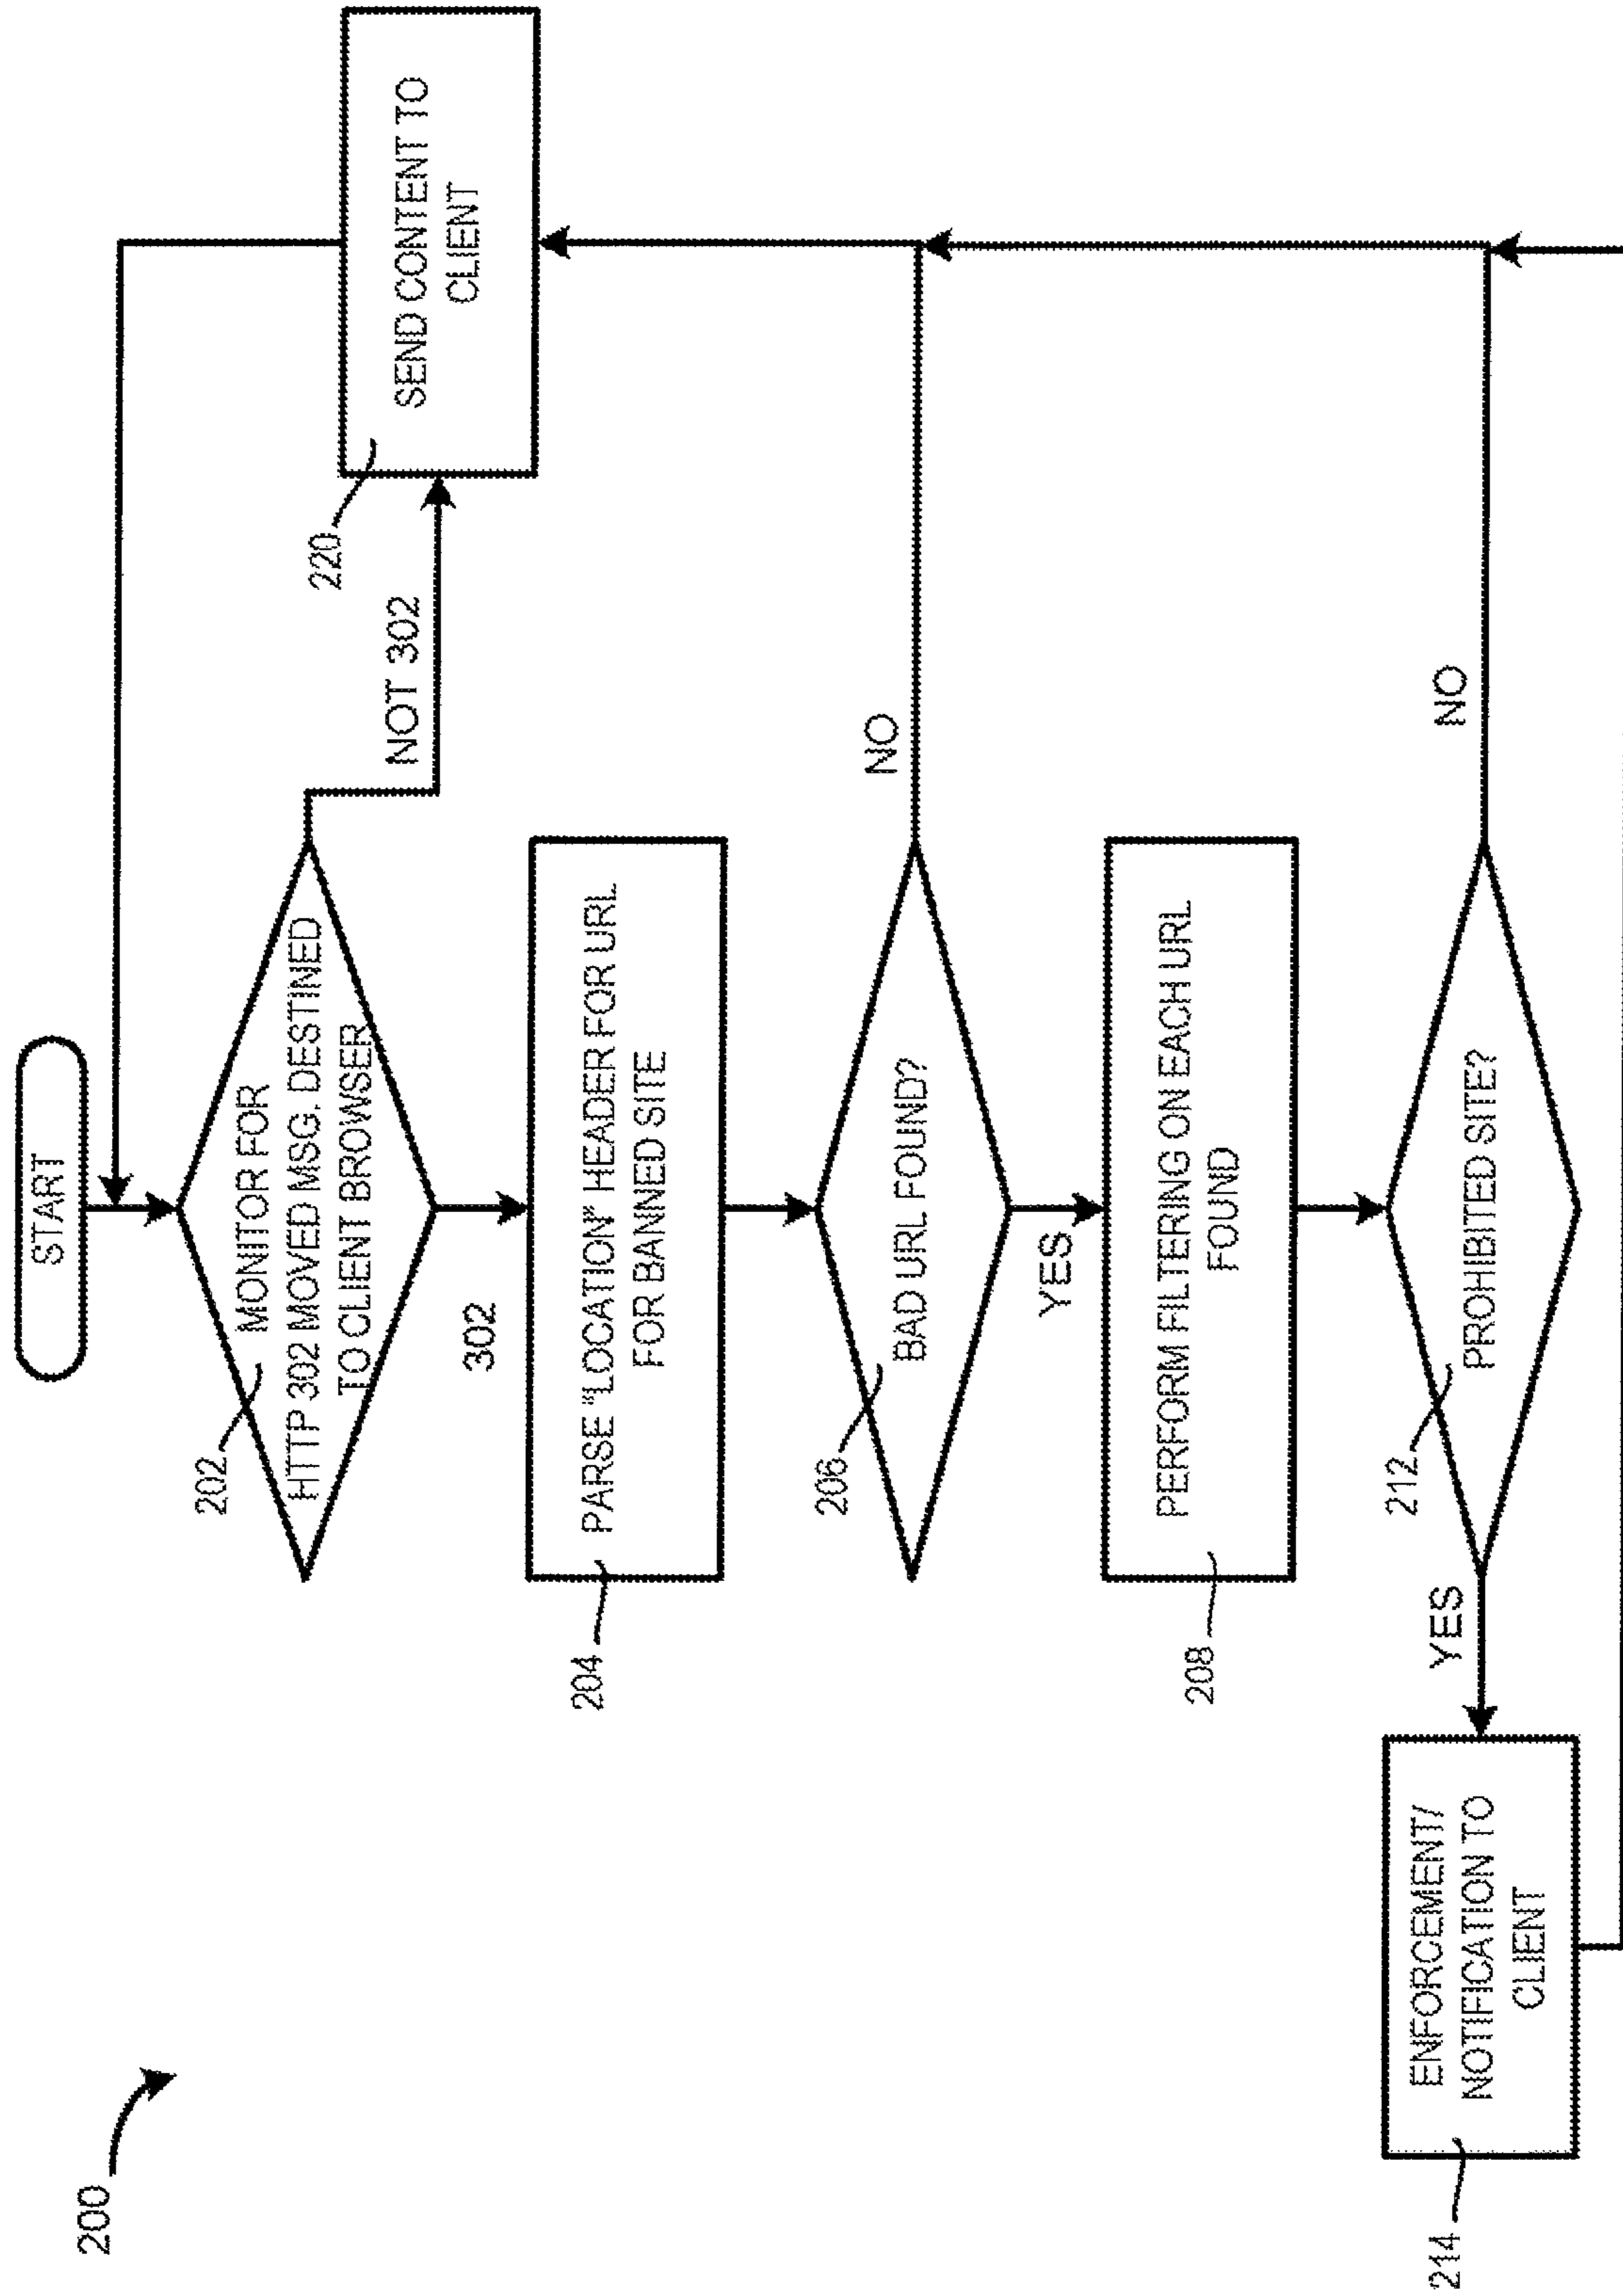 200
START
202
MONITOR FOR
HTTP 302 MOVED MSG. DESTINED
TO CLIENT BROWSER
NOT 302
220
SEND CONTENT TO
CLIENT
302
204
PARSE "LOCATION" HEADER FOR URL
FOR BANNED SITE
206
BAD URL FOUND?
NO
YES
208
PERFORM FILTERING ON EACH URL
FOUND
212
PROHIBITED SITE?
NO
YES
214
ENFORCEMENT/
NOTIFICATION TO
CLIENT